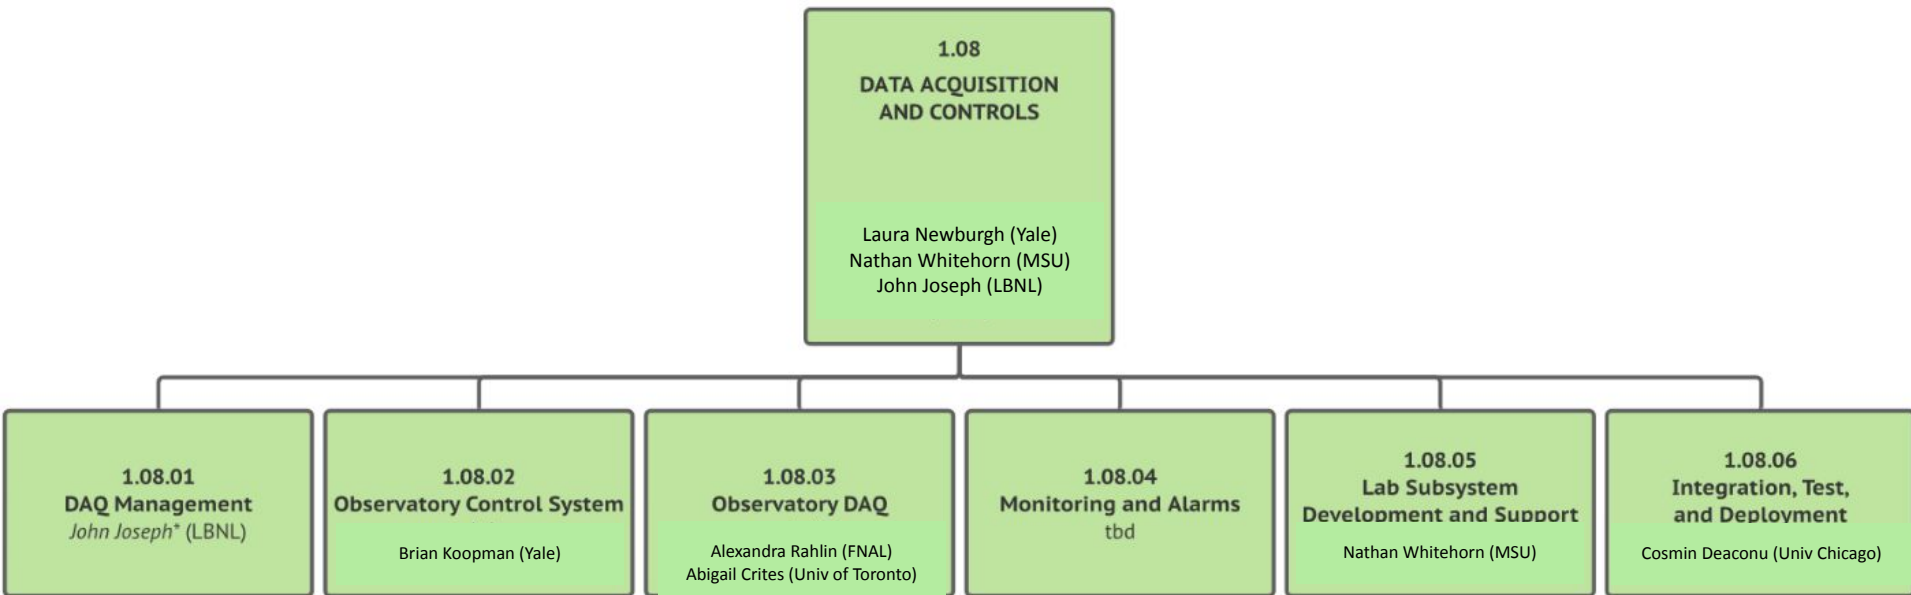 1.08
DATA ACQUISITION
AND CONTROLS
Laura Newburgh (Yale)
Nathan Whitehorn (MSU)
John Joseph (LBNL)
1.08.01
DAQ Management
John Joseph* (LBNL)
1.08.02
Observatory Control System
Brian Koopman (Yale)
1.08.03
Observatory DAQ
Alexandra Rahlin (FNAL)
Abigail Crites (Univ of Toronto)
1.08.04
Monitoring and Alarms
tbd
1.08.05
Lab Subsystem
Development and Support
Nathan Whitehorn (MSU)
1.08.06
Integration, Test,
and Deployment
Cosmin Deaconu (Univ Chicago)